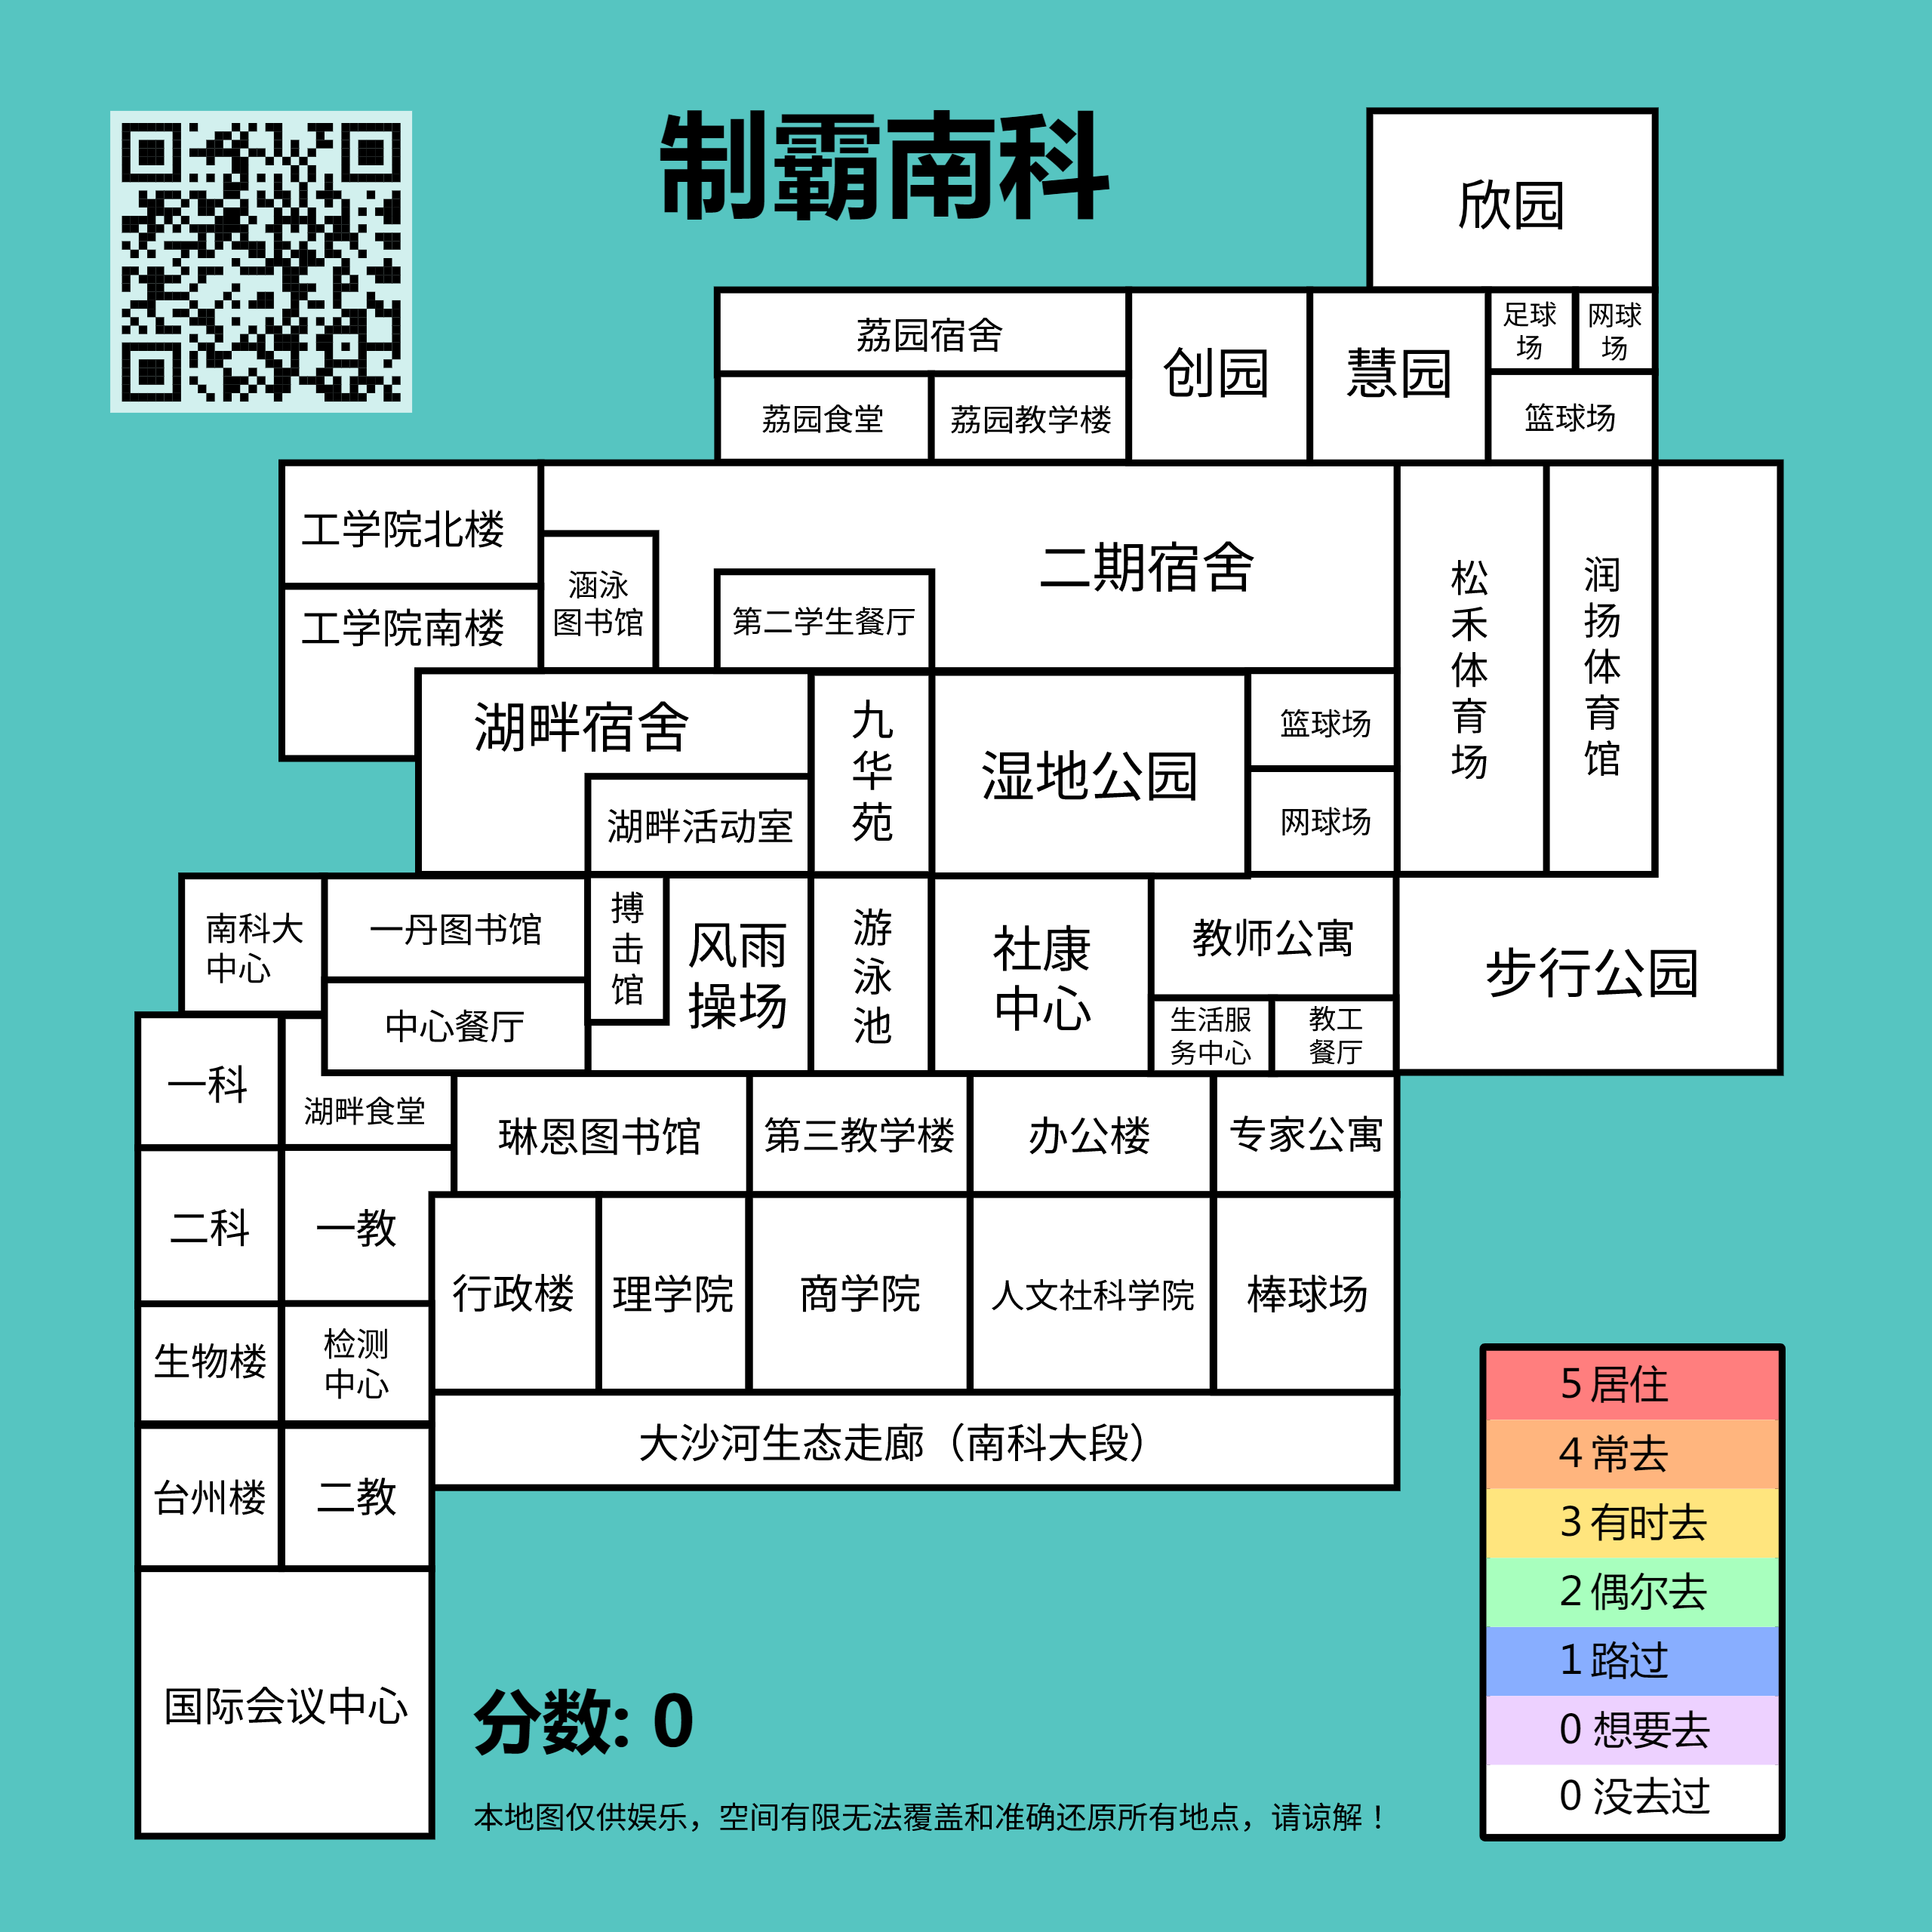 制霸南科
欣园
荔园宿舍
创园
慧园
足球
场
网球
场
荔园食堂
荔园教学楼
篮球场
工学院北楼
二期宿舍
涵泳
图书馆
第二学生餐厅
工学院南楼
松
禾
体
育
场
润
扬
体
育
馆
湖畔宿舍
九
华
苑
湿地公园
篮球场
湖畔活动室
网球场
南科大
中心
一丹图书馆
搏
击
馆
风雨
操场
游
泳
池
社康
中心
教师公寓
步行公园
中心餐厅
生活服
务中心
教工
餐厅
一科
湖畔食堂
琳恩图书馆
第三教学楼
办公楼
专家公寓
二科
一教
行政楼
理学院
商学院
人文社科学院
棒球场
生物楼
检测
中心
大沙河生态走廊（南科大段）
台州楼
二教
国际会议中心
5 居住
4 常去
3 有时去
2 偶尔去
1 路过
0 想要去
0 没去过
分数: 0
本地图仅供娱乐，空间有限无法覆盖和准确还原所有地点，请谅解！